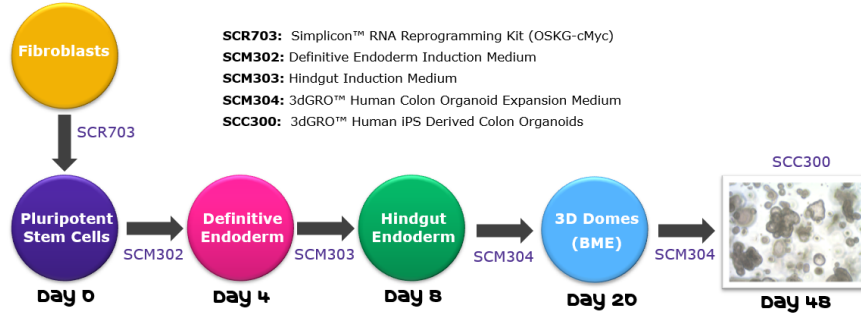 Fibroblasts
SCR703: Simplicon™ RNA Reprogramming Kit (OSKG-cMyc)
SCM302: Definitive Endoderm Induction Medium
SCM303: Hindgut Induction Medium
SCM304: 3dGRO™ Human Colon Organoid Expansion Medium
SCC300: 3dGRO™ Human iPS Derived Colon Organoids
SCR703
SCC300
Pluripotent
Stem Cells
SCM302
Definitive
Endoderm
SCM303
Hindgut
Endoderm
SCM304
3D Domes
(BME)
SCM304
Day 0
Day 4
Day 8
Day 20
Day 48